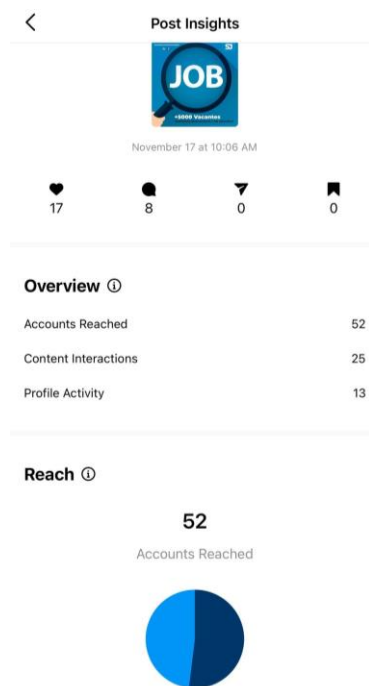 Post Insights
JOB
+2000 Vacantes
November 17 at 10:06 AM
17 8 0 0
Overview
Accounts Reached 52
Content Interactions 25
Profile Activity 13
Reach
52
Accounts Reached